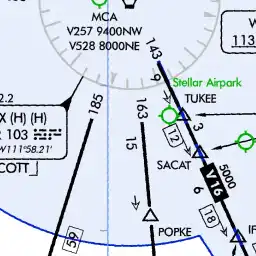 MCA
V257 9400NW
V528 8000NE
W
113
143
9
Stellar Airpark
TUKEE
2.2
185
163
X (H) (H)
R 103
W111°58.21'
COTT
12
3
15
SACAT
V16
5000
6
59
18
POPKE
IF